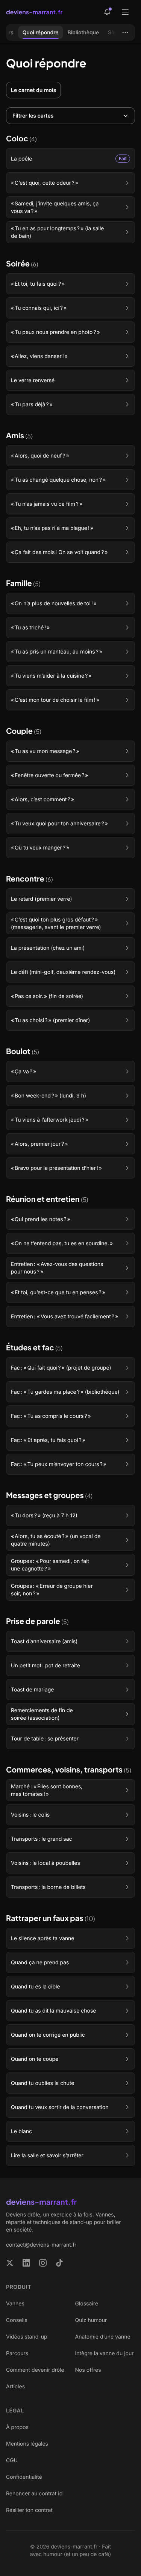 deviens-marrant.fr
Quoi répondre
Bibliothèque
Quoi répondre
Le carnet du mois
Filtrer les cartes
Coloc (4)
La poêle
Fait
« C'est quoi, cette odeur ? »
« Samedi, j'invite quelques amis, ça
vous va ? »
« Tu en as pour longtemps ? » (la salle
de bain)
Soirée (6)
« Et toi, tu fais quoi ? »
« Tu connais qui, ici ? »
« Tu peux nous prendre en photo ? »
« Allez, viens danser ! »
Le verre renversé
« Tu pars déjà ? »
Amis (5)
« Alors, quoi de neuf ? »
« Tu as changé quelque chose, non ? »
« Tu n'as jamais vu ce film ? »
« Eh, tu n'as pas ri à ma blague ! »
« Ça fait des mois ! On se voit quand ? »
Famille (5)
« On n'a plus de nouvelles de toi ! »
« Tu as triché ! »
« Tu as pris un manteau, au moins ? »
« Tu viens m'aider à la cuisine ? »
« C'est mon tour de choisir le film ! »
Couple (5)
« Tu as vu mon message ? »
« Fenêtre ouverte ou fermée ? »
« Alors, c'est comment ? »
« Tu veux quoi pour ton anniversaire ? »
« Où tu veux manger ? »
Rencontre (6)
Le retard (premier verre)
« C'est quoi ton plus gros défaut ? »
(messagerie, avant le premier verre)
La présentation (chez un ami)
Le défi (mini-golf, deuxième rendez-vous)
« Pas ce soir. » (fin de soirée)
« Tu as choisi ? » (premier dîner)
Boulot (5)
« Ça va ? »
« Bon week-end ? » (lundi, 9 h)
« Tu viens à l'afterwork jeudi ? »
« Alors, premier jour ? »
« Bravo pour la présentation d'hier ! »
Réunion et entretien (5)
« Qui prend les notes ? »
« On ne t'entend pas, tu es en sourdine. »
Entretien : « Avez-vous des questions
pour nous ? »
« Et toi, qu'est-ce que tu en penses ? »
Entretien : « Vous avez trouvé facilement ? »
Études et fac (5)
Fac : « Qui fait quoi ? » (projet de groupe)
Fac : « Tu gardes ma place ? » (bibliothèque)
Fac : « Tu as compris le cours ? »
Fac : « Et après, tu fais quoi ? »
Fac : « Tu peux m'envoyer ton cours ? »
Messages et groupes (4)
« Tu dors ? » (reçu à 7 h 12)
« Alors, tu as écouté ? » (un vocal de
quatre minutes)
Groupes : « Pour samedi, on fait
une cagnotte ? »
Groupes : « Erreur de groupe hier
soir, non ? »
Prise de parole (5)
Toast d'anniversaire (amis)
Un petit mot : pot de retraite
Toast de mariage
Remerciements de fin de
soirée (association)
Tour de table : se présenter
Commerces, voisins, transports (5)
Marché : « Elles sont bonnes,
mes tomates ! »
Voisins : le colis
Transports : le grand sac
Voisins : le local à poubelles
Transports : la borne de billets
Rattraper un faux pas (10)
Le silence après ta vanne
Quand ça ne prend pas
Quand tu es la cible
Quand tu as dit la mauvaise chose
Quand on te corrige en public
Quand on te coupe
Quand tu oublies la chute
Quand tu veux sortir de la conversation
Le blanc
Lire la salle et savoir s'arrêter
deviens-marrant.fr
Deviens drôle, un exercice à la fois. Vannes,
répartie et techniques de stand-up pour briller
en société.
contact@deviens-marrant.fr
PRODUIT
Vannes
Glossaire
Conseils
Quiz humour
Vidéos stand-up
Anatomie d'une vanne
Parcours
Intègre la vanne du jour
Comment devenir drôle
Nos offres
Articles
LÉGAL
À propos
Mentions légales
CGU
Confidentialité
Renoncer au contrat ici
Résilier ton contrat
© 2026 deviens-marrant.fr · Fait
avec humour (et un peu de café)